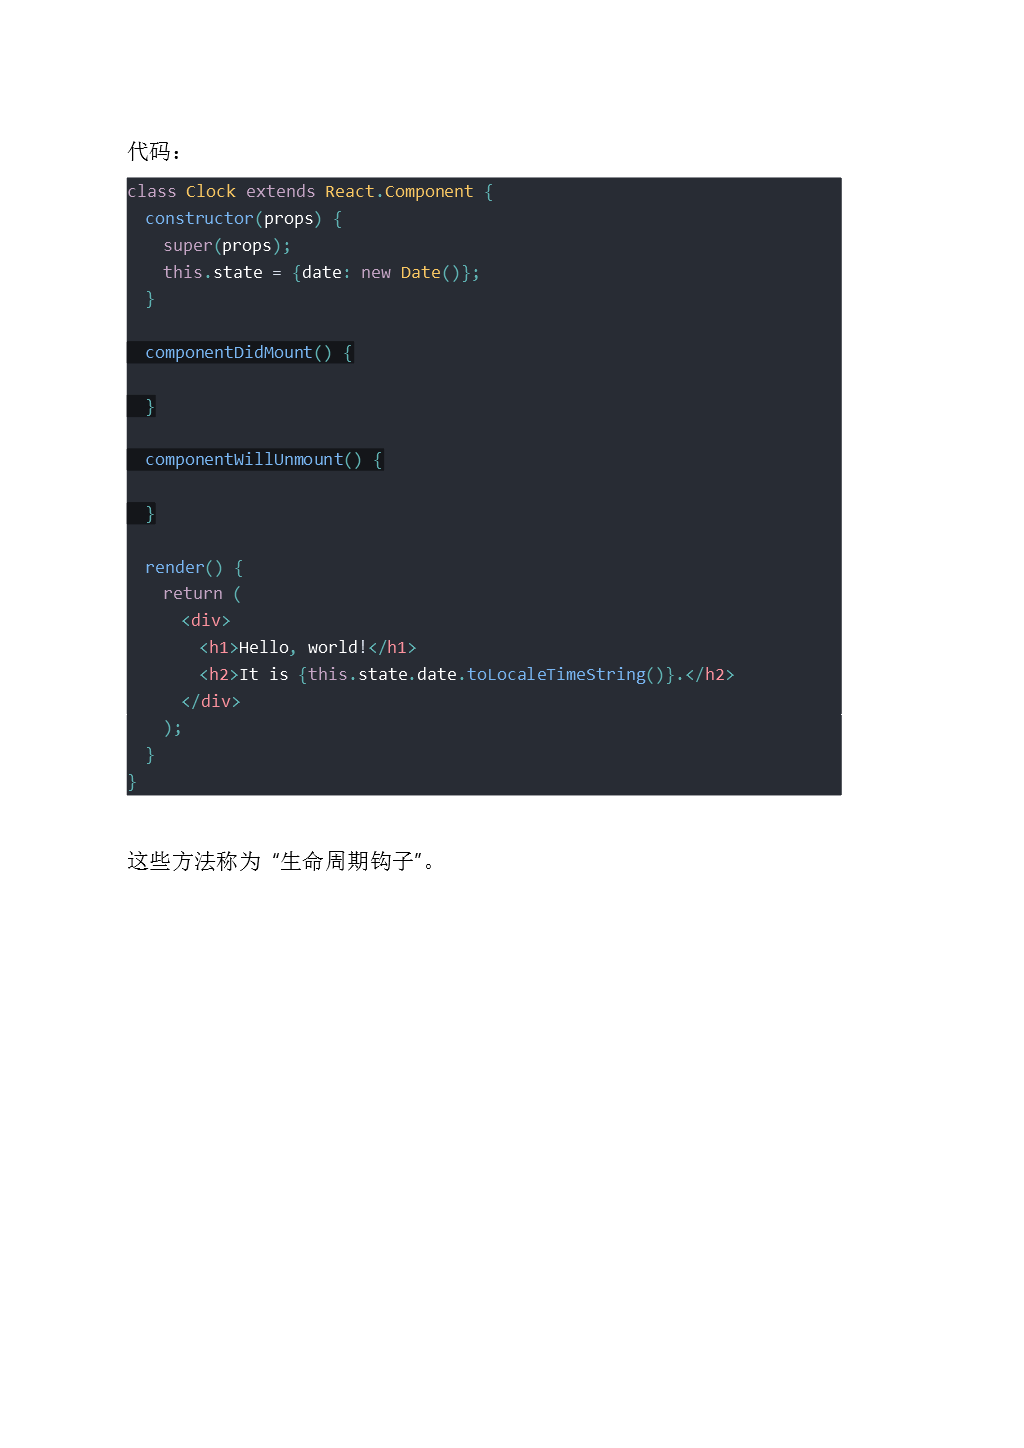 代码：
class Clock extends React.Component {
  constructor(props) {
    super(props);
    this.state = {date: new Date()};
  }
  componentDidMount() {
  }
  componentWillUnmount() {
  }
  render() {
    return (
      <div>
        <h1>Hello, world!</h1>
        <h2>It is {this.state.date.toLocaleTimeString()}.</h2>
      </div>
    );
  }
}
这些方法称为 “生命周期钩子”。